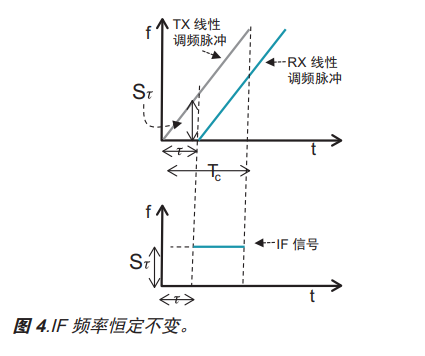 f
TX 线性
调频脉冲
RX 线性
调频脉冲
Sτ
τ
t
Tc
f
IF 信号
Sτ
τ
t
图 4.IF 频率恒定不变。